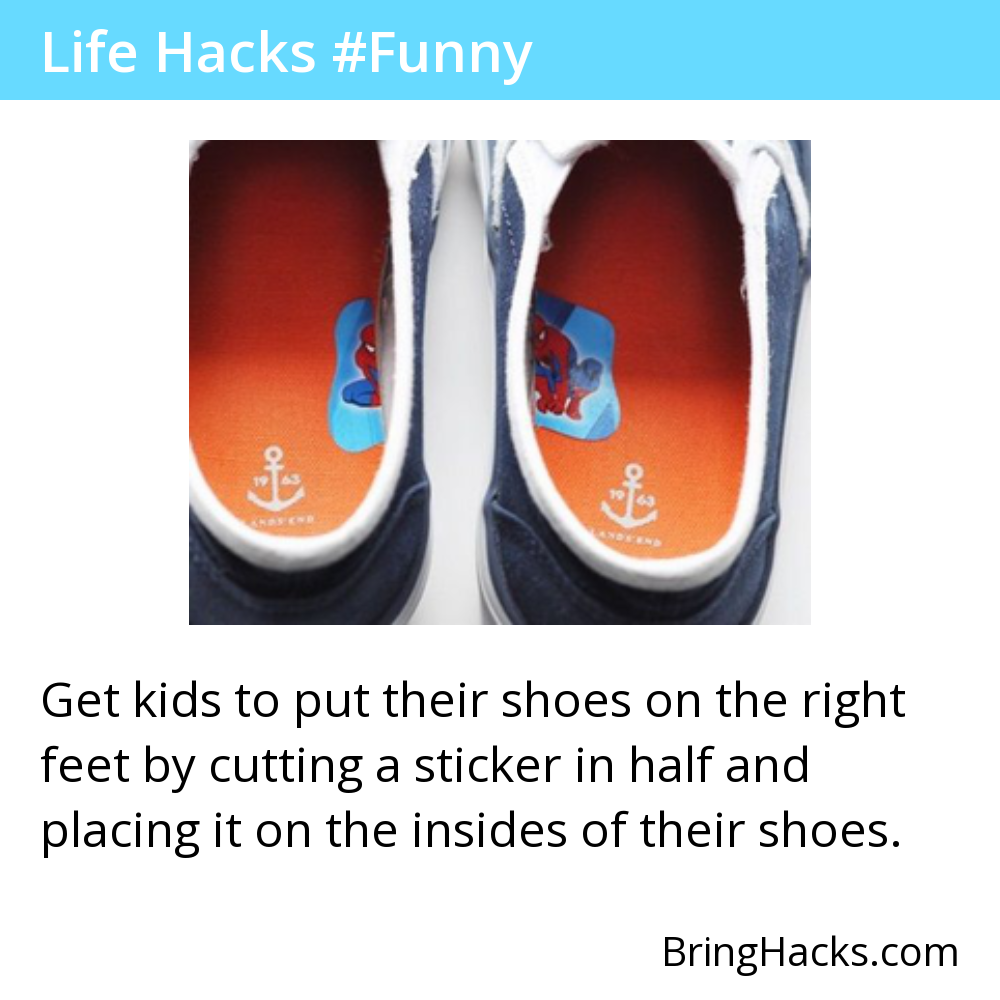 Life Hacks #Funny
19 63
LANDS' END
19 63
LANDS' END
Get kids to put their shoes on the right
feet by cutting a sticker in half and
placing it on the insides of their shoes.
BringHacks.com